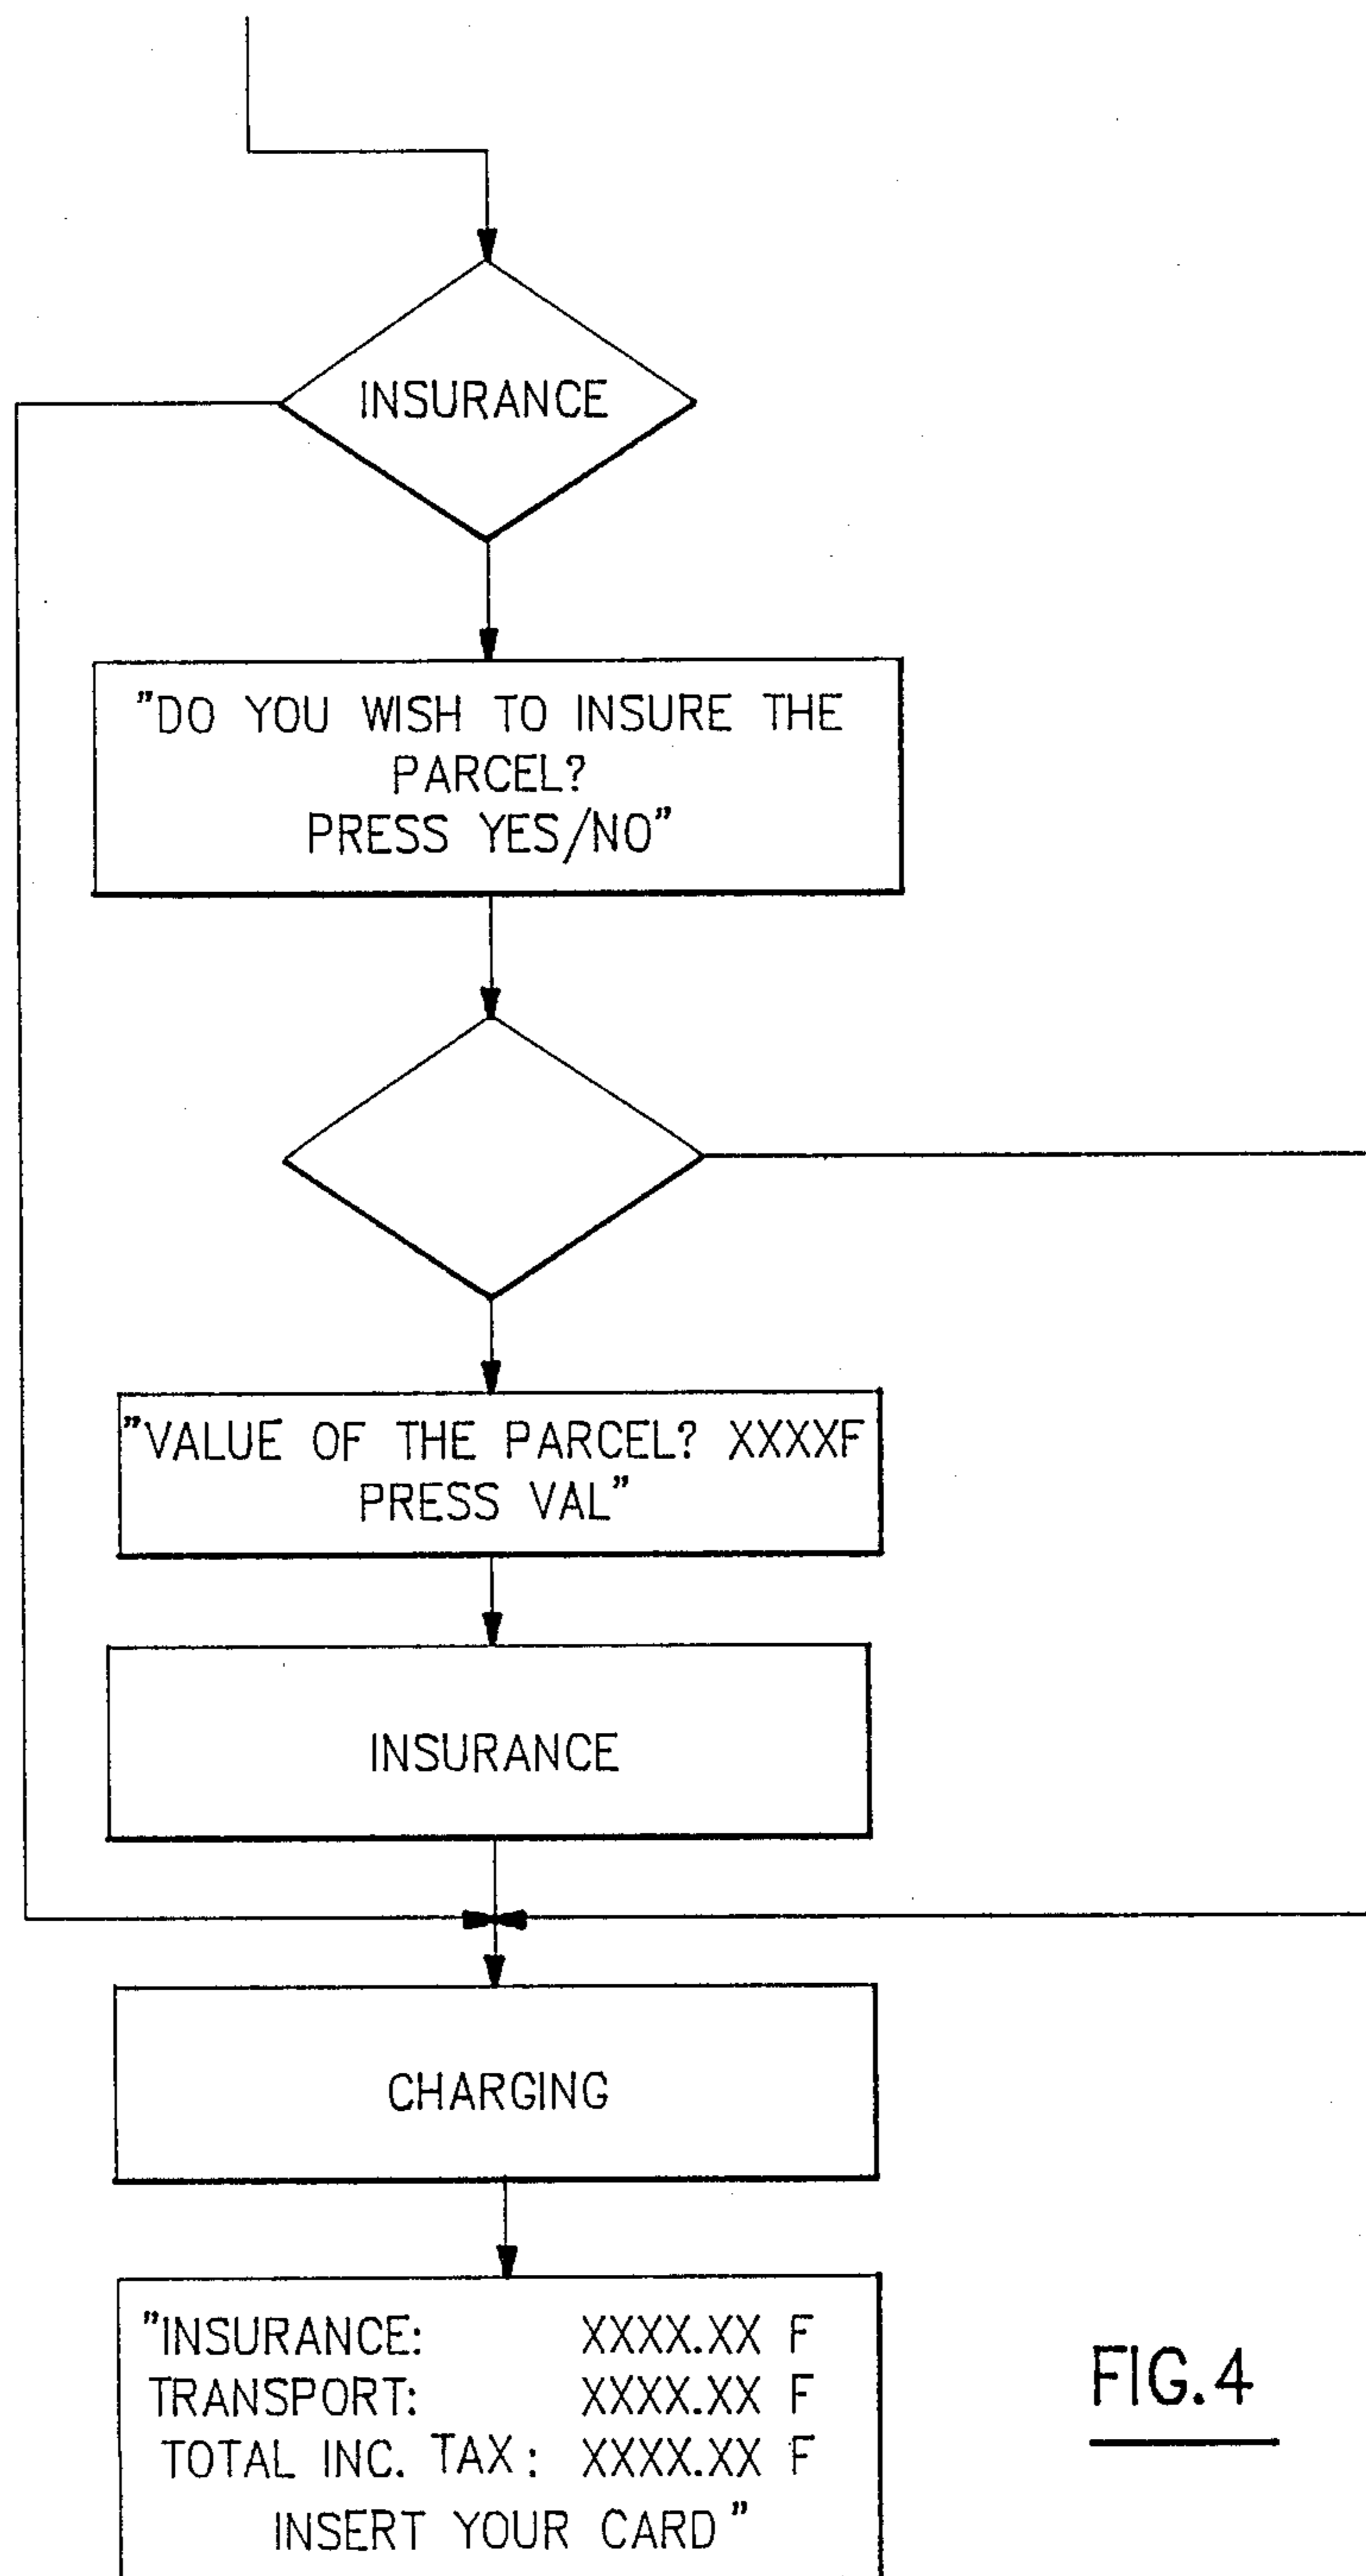 INSURANCE
"DO YOU WISH TO INSURE THE
PARCEL?
PRESS YES/NO"
"VALUE OF THE PARCEL? XXXXF
PRESS VAL"
INSURANCE
CHARGING
"INSURANCE: XXXX.XX F
TRANSPORT: XXXX.XX F
TOTAL INC. TAX: XXXX.XX F
INSERT YOUR CARD"
FIG.4